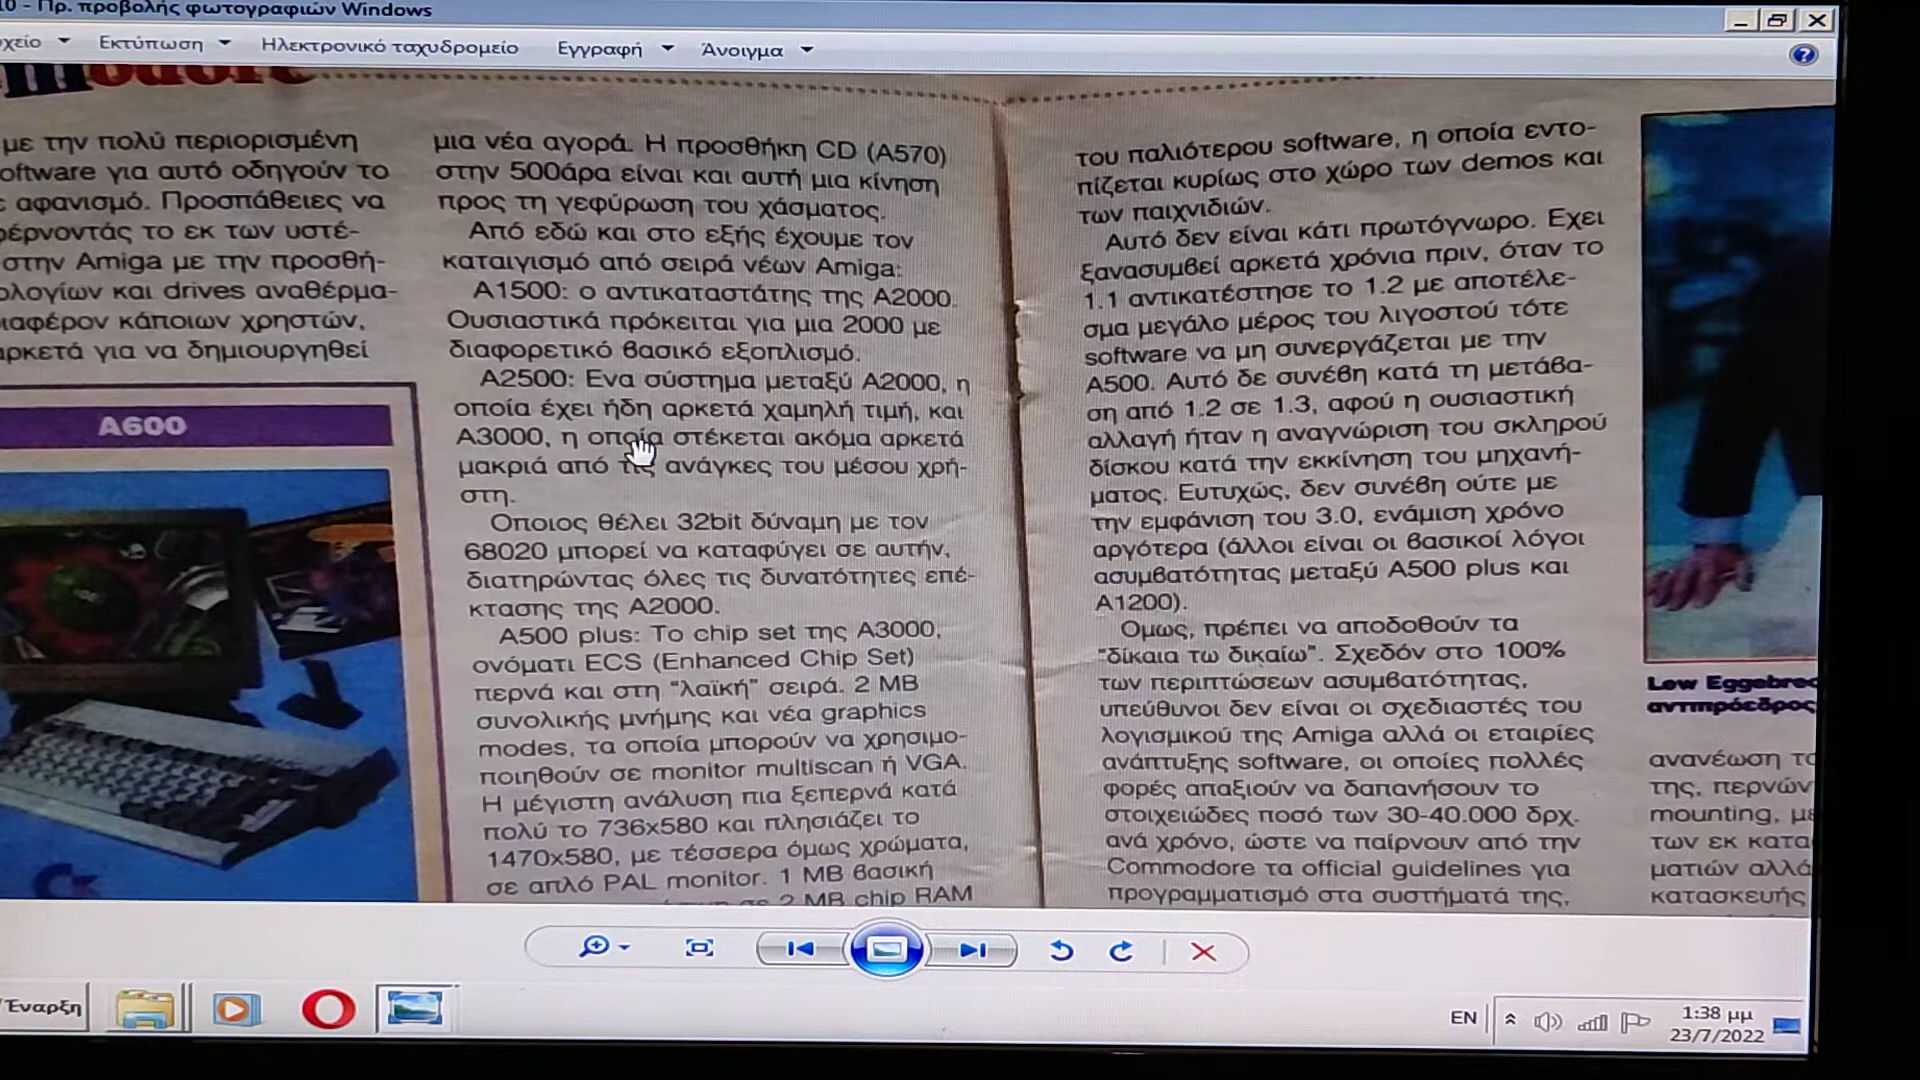 10 - Πρ. προβολής φωτογραφιών Windows
Εκτύπωση
Ηλεκτρονικό ταχυδρομείο
Εγγραφή
Άνοιγμα
με την πολύ περιορισμένη
software για αυτό οδηγούν το
αφανισμό. Προσπάθειες να
το εκ των υστέ-
στην Amiga με την προσθή-
και drives αναθέρμα-
κάποιων χρηστών,
για να δημιουργηθεί
A600
μια νέα αγορά. Η προσθήκη CD (A570)
στην 500άρα είναι και αυτή μια κίνηση
προς τη γεφύρωση του χάσματος.
Από εδώ και στο εξής έχουμε τον
καταιγισμό από σειρά νέων Amiga:
A1500: ο αντικαταστάτης της A2000.
Ουσιαστικά πρόκειται για μια 2000 με
διαφορετικό βασικό εξοπλισμό.
A2500: Ενα σύστημα μεταξύ A2000, η
οποία έχει ήδη αρκετά χαμηλή τιμή, και
A3000, η οποία στέκεται ακόμα αρκετά
μακριά από τις ανάγκες του μέσου χρή-
στη.
Οποιος θέλει 32bit δύναμη με τον
68020 μπορεί να καταφύγει σε αυτήν,
διατηρώντας όλες τις δυνατότητες επέ-
κτασης της A2000.
A500 plus: Το chip set της A3000,
ονόματι ECS (Enhanced Chip Set)
περνά και στη "λαϊκή" σειρά. 2 MB
συνολικής μνήμης και νέα graphics
modes, τα οποία μπορούν να χρησιμο-
ποιηθούν σε monitor multiscan ή VGA.
Η μέγιστη ανάλυση πια ξεπερνά κατά
πολύ το 736x580 και πλησιάζει το
1470x580, με τέσσερα όμως χρώματα,
σε απλό PAL monitor. 1 MB βασική
σε 2 MB chip RAM
του παλιότερου software, η οποία εντο-
πίζεται κυρίως στο χώρο των demos και
των παιχνιδιών.
Αυτό δεν είναι κάτι πρωτόγνωρο. Εχει
ξανασυμβεί αρκετά χρόνια πριν, όταν το
1.1 αντικατέστησε το 1.2 με αποτέλε-
σμα μεγάλο μέρος του λιγοστού τότε
software να μη συνεργάζεται με την
A500. Αυτό δε συνέβη κατά τη μετάβα-
ση από 1.2 σε 1.3, αφού η ουσιαστική
αλλαγή ήταν η αναγνώριση του σκληρού
δίσκου κατά την εκκίνηση του μηχανή-
ματος. Ευτυχώς, δεν συνέβη ούτε με
την εμφάνιση του 3.0, ενάμιση χρόνο
αργότερα (άλλοι είναι οι βασικοί λόγοι
ασυμβατότητας μεταξύ A500 plus και
A1200).
Ομως, πρέπει να αποδοθούν τα
"δίκαια τω δικαίω". Σχεδόν στο 100%
των περιπτώσεων ασυμβατότητας,
υπεύθυνοι δεν είναι οι σχεδιαστές του
λογισμικού της Amiga αλλά οι εταιρίες
ανάπτυξης software, οι οποίες πολλές
φορές απαξιούν να δαπανήσουν το
στοιχειώδες ποσό των 30-40.000 δρχ.
ανά χρόνο, ώστε να παίρνουν από την
Commodore τα official guidelines για
προγραμματισμό στα συστήματά της,
Low
αντιπρόεδρος
ανανέωση
της, περνών
mounting,
των εκ
αλλά
κατασκευής
Έναρξη
EN
1:38 μμ
23/7/2022